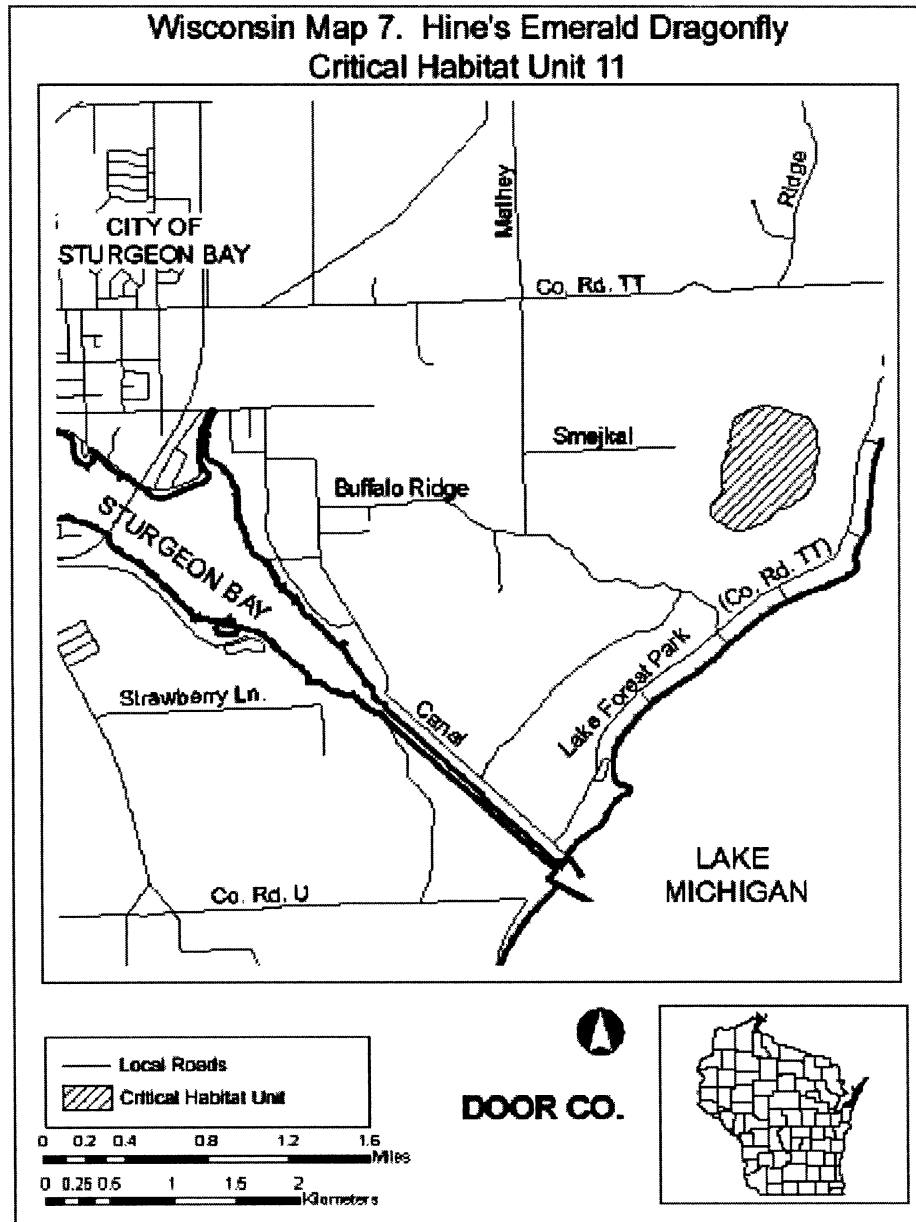 Wisconsin Map 7. Hine's Emerald Dragonfly
Critical Habitat Unit 11
Mathey
Ridge
CITY OF
STURGEON BAY
Co. Rd. TT
Smejkal
Buffalo Ridge
STURGEON BAY
(Co. Rd. TT)
Lake Forest Park
Strawberry Ln.
Canal
LAKE
MICHIGAN
Co. Rd. U
Local Roads
Critical Habitat Unit
DOOR CO.
0 0.2 0.4 0.8 1.2 1.6
Miles
0 0.25 0.5 1 1.5 2
Kilometers